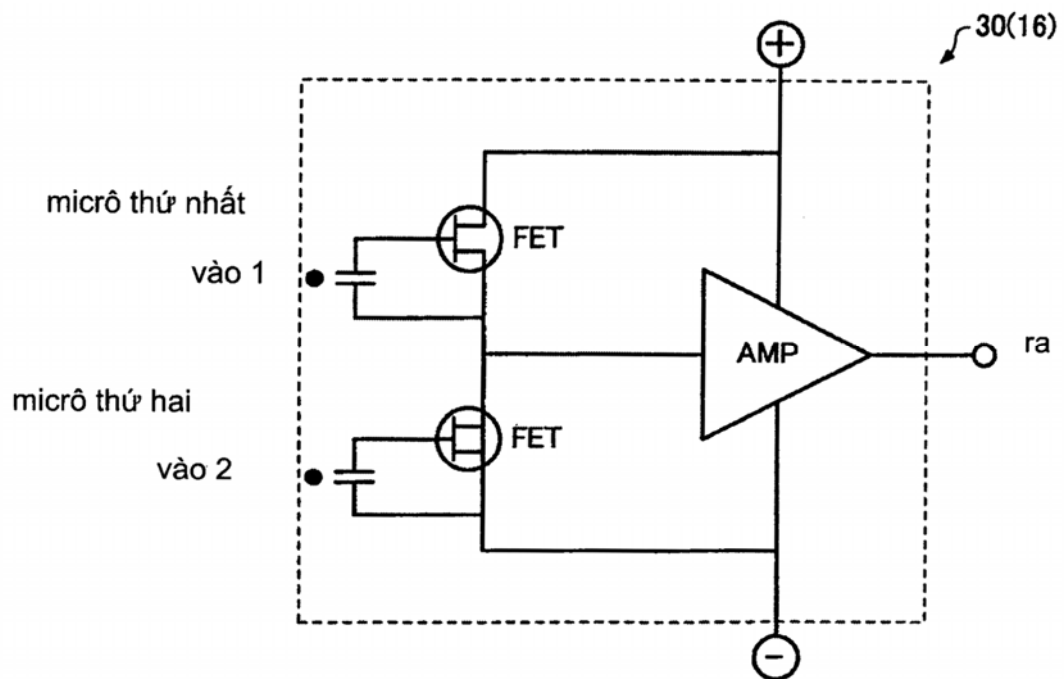 30(16)
+
micrô thứ nhất
FET
vào 1
AMP
ra
micrô thứ hai
FET
vào 2
−